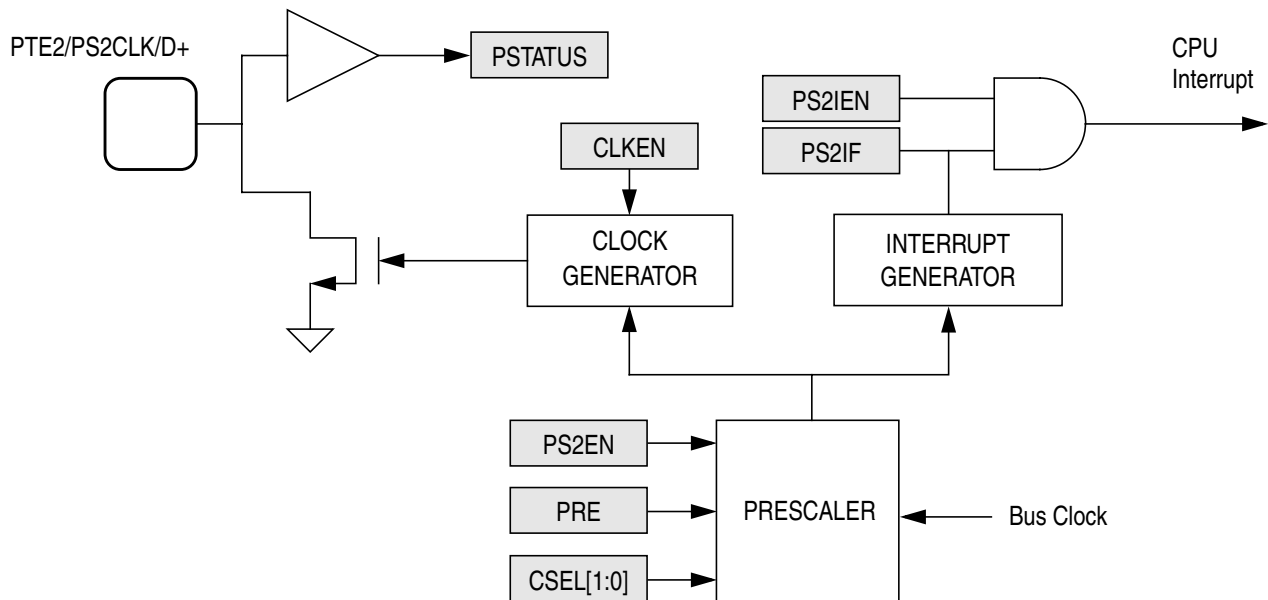 PTE2/PS2CLK/D+
PSTATUS
CPU
Interrupt
PS2IEN
CLKEN
PS2IF
CLOCK
GENERATOR
INTERRUPT
GENERATOR
PS2EN
PRE
PRESCALER
Bus Clock
CSEL[1:0]